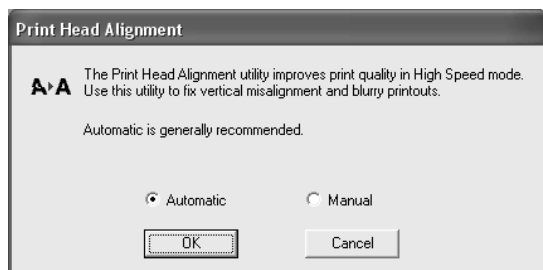 Print Head Alignment
A▸A
The Print Head Alignment utility improves print quality in High Speed mode.
Use this utility to fix vertical misalignment and blurry printouts.
Automatic is generally recommended.
Automatic Manual
OK Cancel